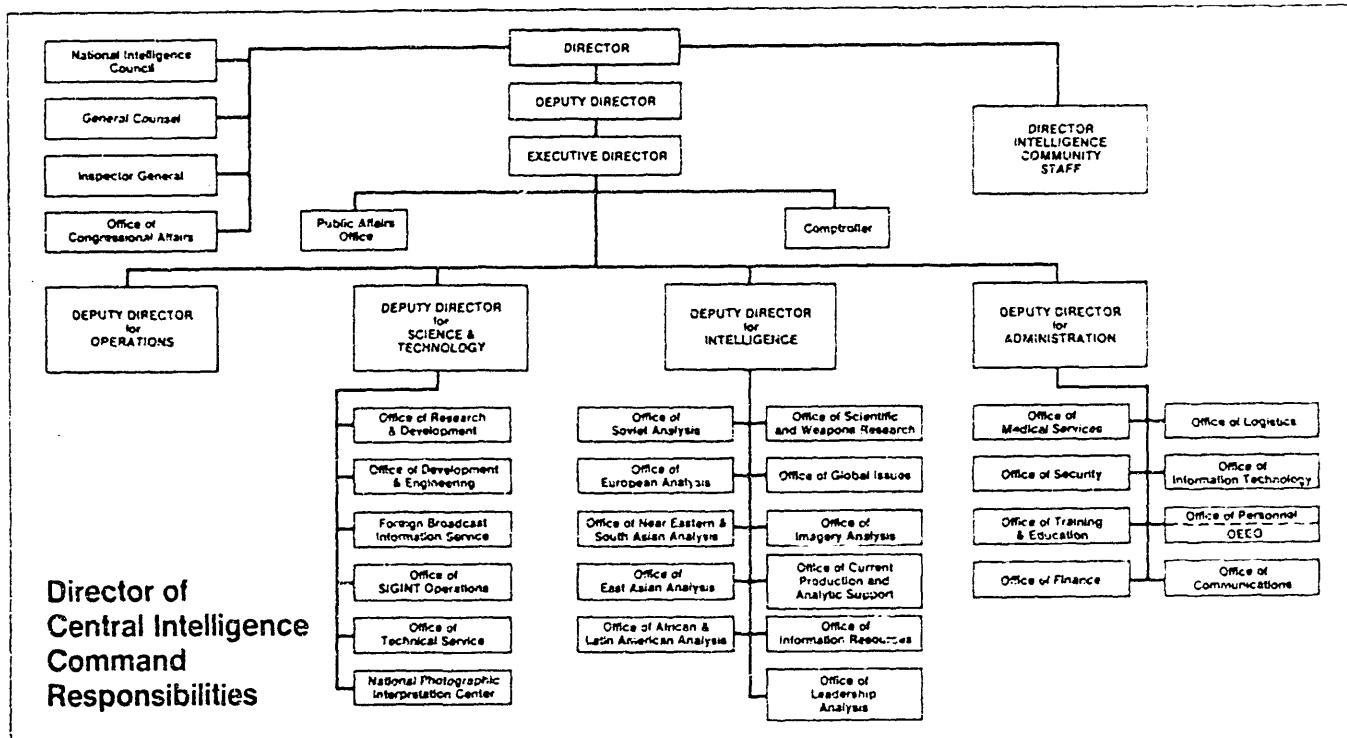 DIRECTOR
National Intelligence
Council
General Counsel
Inspector General
Office of
Congressional Affairs
DEPUTY DIRECTOR
EXECUTIVE DIRECTOR
DIRECTOR
INTELLIGENCE
COMMUNITY
STAFF
Public Affairs
Office
Comptroller
DEPUTY DIRECTOR
for
OPERATIONS
DEPUTY DIRECTOR
for
SCIENCE &
TECHNOLOGY
DEPUTY DIRECTOR
for
INTELLIGENCE
DEPUTY DIRECTOR
for
ADMINISTRATION
Office of Research
& Development
Office of Development
& Engineering
Foreign Broadcast
Information Service
Office of
SIGINT Operations
Office of
Technical Service
National Photographic
Interpretation Center
Office of
Soviet Analysis
Office of
European Analysis
Office of Near Eastern &
South Asian Analysis
Office of
East Asian Analysis
Office of African &
Latin American Analysis
Office of Scientific
and Weapons Research
Office of Global Issues
Office of
Imagery Analysis
Office of Current
Production and
Analytic Support
Office of
Information Resources
Office of
Leadership
Analysis
Office of
Medical Services
Office of Security
Office of Training
& Education
Office of Finance
Office of Logistics
Office of
Information Technology
Office of Personnel
OEEO
Office of
Communications
Director of
Central Intelligence
Command
Responsibilities